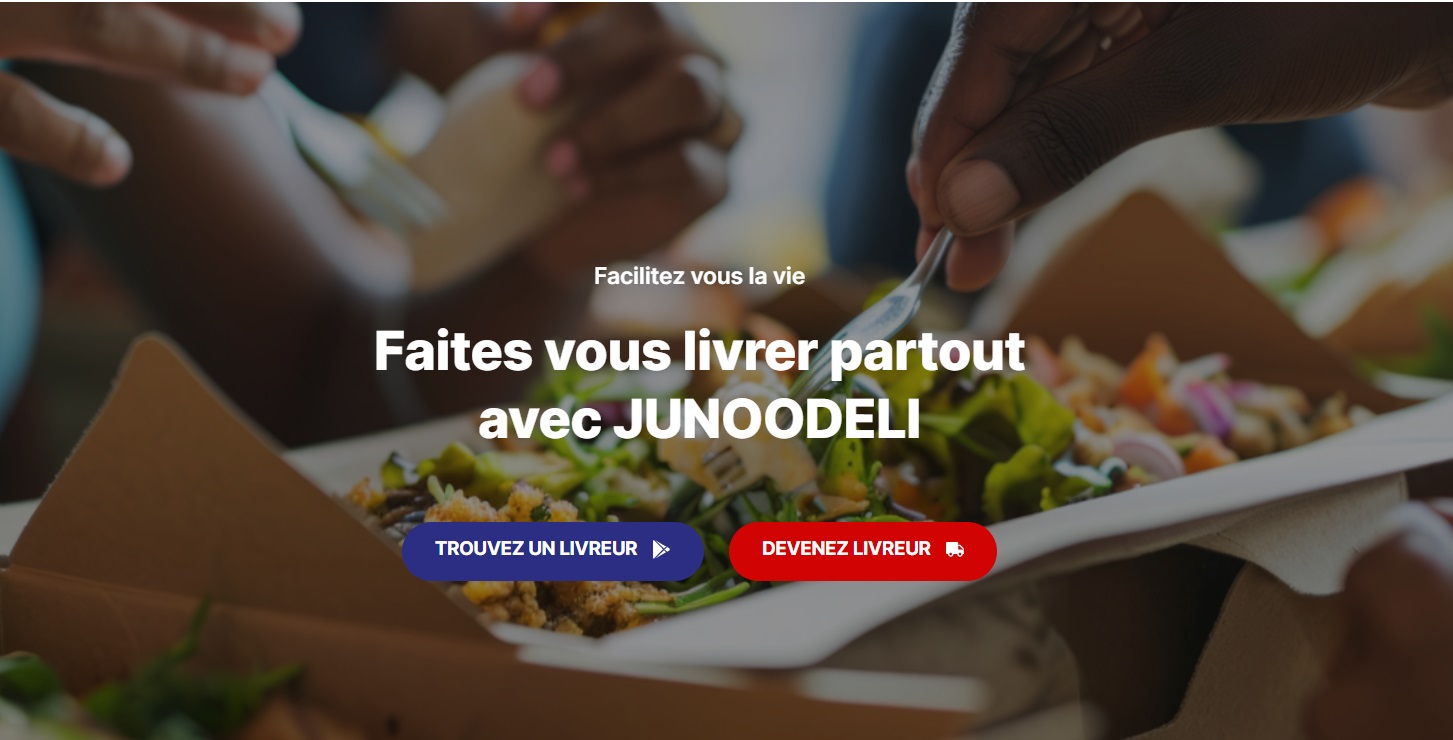 Facilitez vous la vie
Faites vous livrer partout
avec JUNOODELI
TROUVEZ UN LIVREUR
DEVENEZ LIVREUR